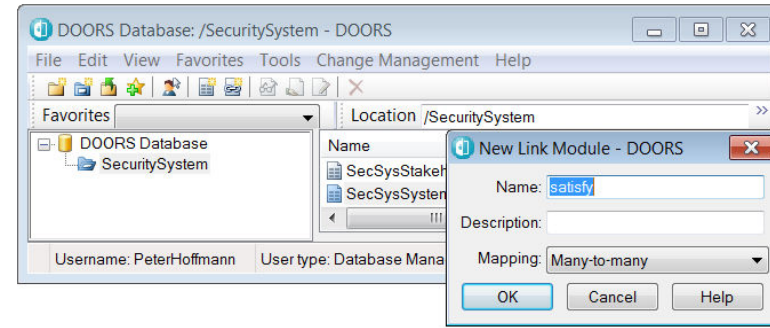 DOORS Database: /SecuritySystem - DOORS
File Edit View Favorites Tools Change Management Help
Favorites
Location /SecuritySystem
DOORS Database
SecuritySystem
Name
SecSysStakeh
SecSysSystem
Username: PeterHoffmann User type: Database Mana
New Link Module - DOORS
Name: satisfy
Description:
Mapping: Many-to-many
OK Cancel Help